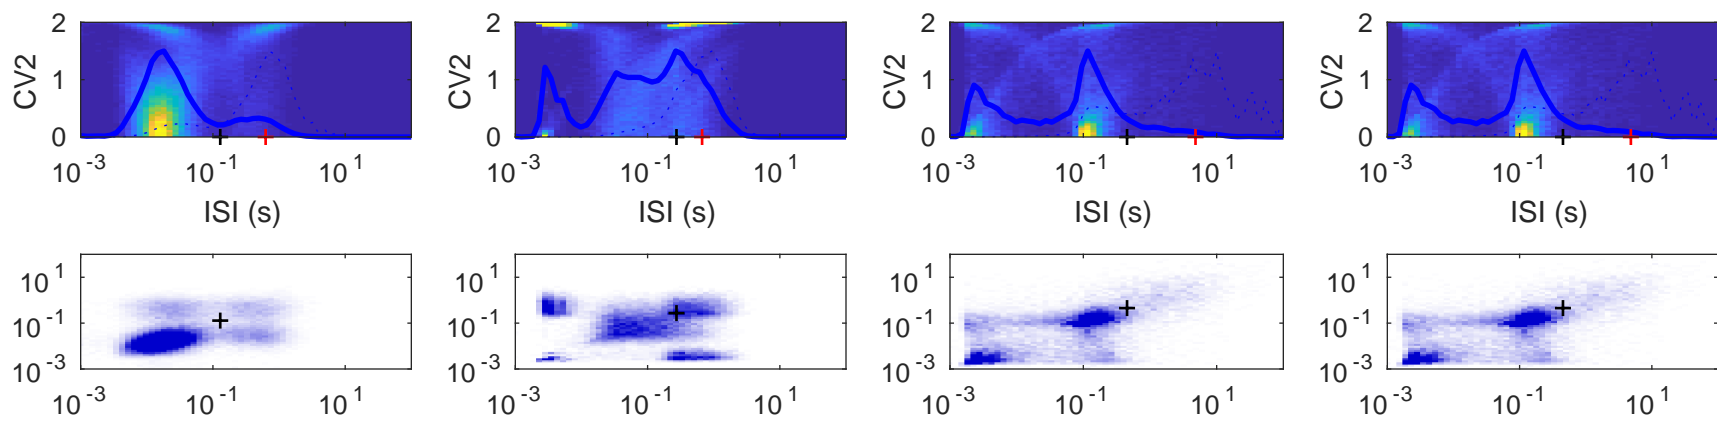 2 2 2 2
CV2 1 CV2 1 CV2 1 CV2 1
0 0 0 0
10^-3 10^-1 10^1 10^-3 10^-1 10^1 10^-3 10^-1 10^1 10^-3 10^-1 10^1
ISI (s) ISI (s) ISI (s) ISI (s)
10^1 10^1 10^1 10^1
10^-1 10^-1 10^-1 10^-1
10^-3 10^-3 10^-3 10^-3
10^-3 10^-1 10^1 10^-3 10^-1 10^1 10^-3 10^-1 10^1 10^-3 10^-1 10^1